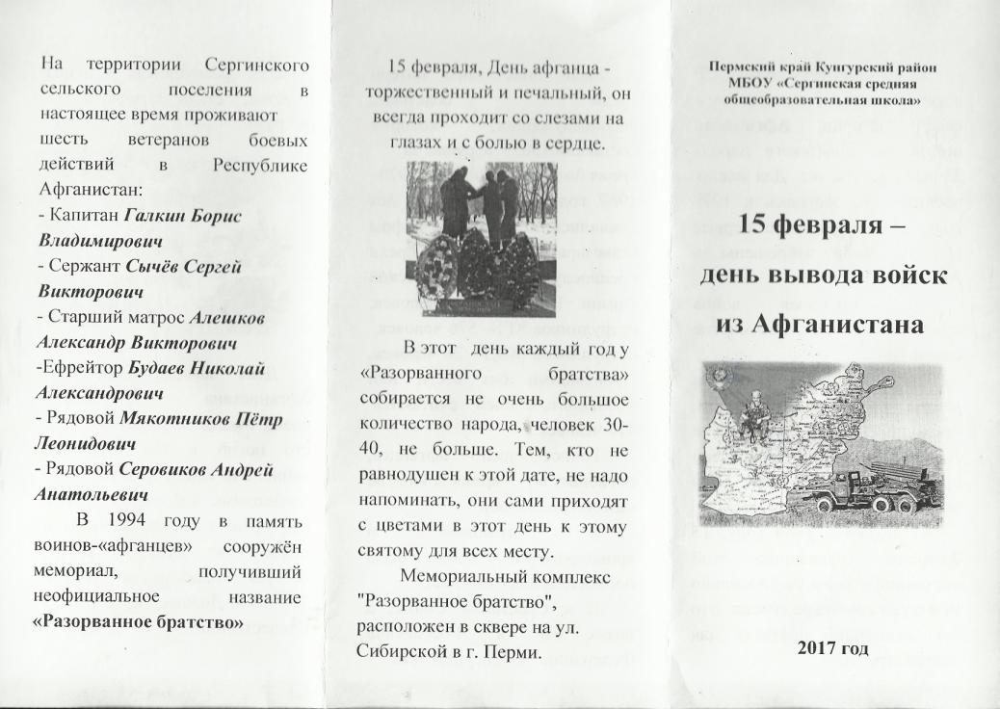 На территории Сергинского
сельского поселения в
настоящее время проживают
шесть ветеранов боевых
действий в Республике
Афганистан:
- Капитан Галкин Борис
Владимирович
- Сержант Сычёв Сергей
Викторович
- Старший матрос Алешков
Александр Викторович
-Ефрейтор Будаев Николай
Александрович
- Рядовой Мякотников Пётр
Леонидович
- Рядовой Серовиков Андрей
Анатольевич
В 1994 году в память
воинов-«афганцев» сооружён
мемориал, получивший
неофициальное название
«Разорванное братство»
15 февраля, День афганца -
торжественный и печальный, он
всегда проходит со слезами на
глазах и с болью в сердце.
В этот день каждый год у
«Разорванного братства»
собирается не очень большое
количество народа, человек 30-
40, не больше. Тем, кто не
равнодушен к этой дате, не надо
напоминать, они сами приходят
с цветами в этот день к этому
святому для всех месту.
Мемориальный комплекс
"Разорванное братство",
расположен в сквере на ул.
Сибирской в г. Перми.
Пермский край Кунгурский район
МБОУ «Сергинская средняя
общеобразовательная школа»
15 февраля –
день вывода войск
из Афганистана
2017 год